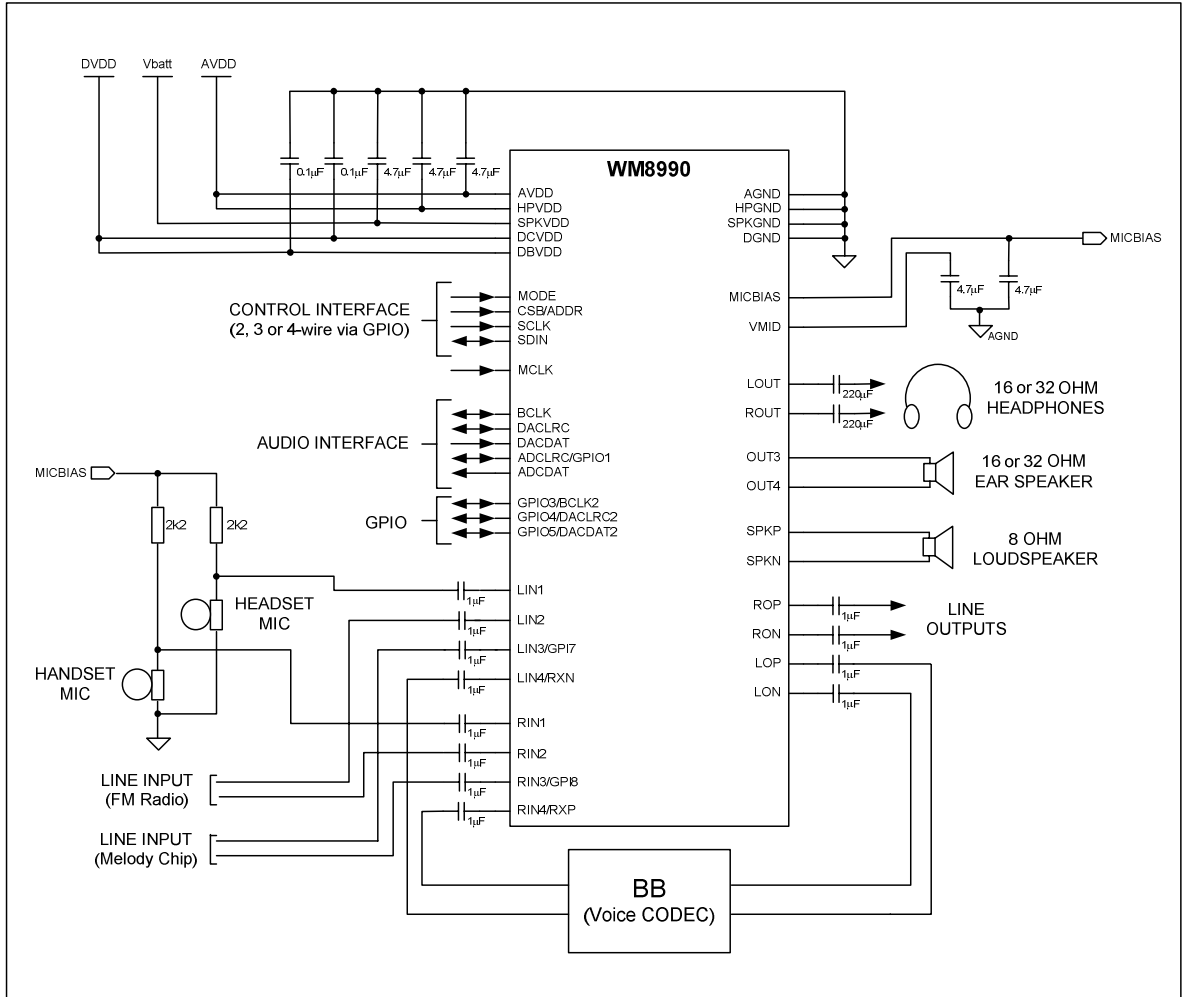 DVDD
Vbatt
AVDD
0.1µF
0.1µF
4.7µF
4.7µF
4.7µF
WM8990
AVDD
HPVDD
SPKVDD
DCVDD
DBVDD
AGND
HPGND
SPKGND
DGND
MICBIAS
MICBIAS
VMID
4.7µF
4.7µF
AGND
CONTROL INTERFACE
(2, 3 or 4-wire via GPIO)
MODE
CSB/ADDR
SCLK
SDIN
MCLK
AUDIO INTERFACE
BCLK
DACLRC
DACDAT
ADCLRC/GPIO1
ADCDAT
GPIO
GPIO3/BCLK2
GPIO4/DACLRC2
GPIO5/DACDAT2
LOUT
220µF
ROUT
220µF
16 or 32 OHM
HEADPHONES
OUT3
OUT4
16 or 32 OHM
EAR SPEAKER
SPKP
SPKN
8 OHM
LOUDSPEAKER
ROP
1µF
RON
1µF
LINE
OUTPUTS
LOP
1µF
LON
1µF
MICBIAS
2k2
2k2
HEADSET
MIC
HANDSET
MIC
1µF
LIN1
1µF
LIN2
1µF
LIN3/GPI7
1µF
LIN4/RXN
1µF
RIN1
1µF
RIN2
1µF
RIN3/GPI8
1µF
RIN4/RXP
LINE INPUT
(FM Radio)
LINE INPUT
(Melody Chip)
BB
(Voice CODEC)